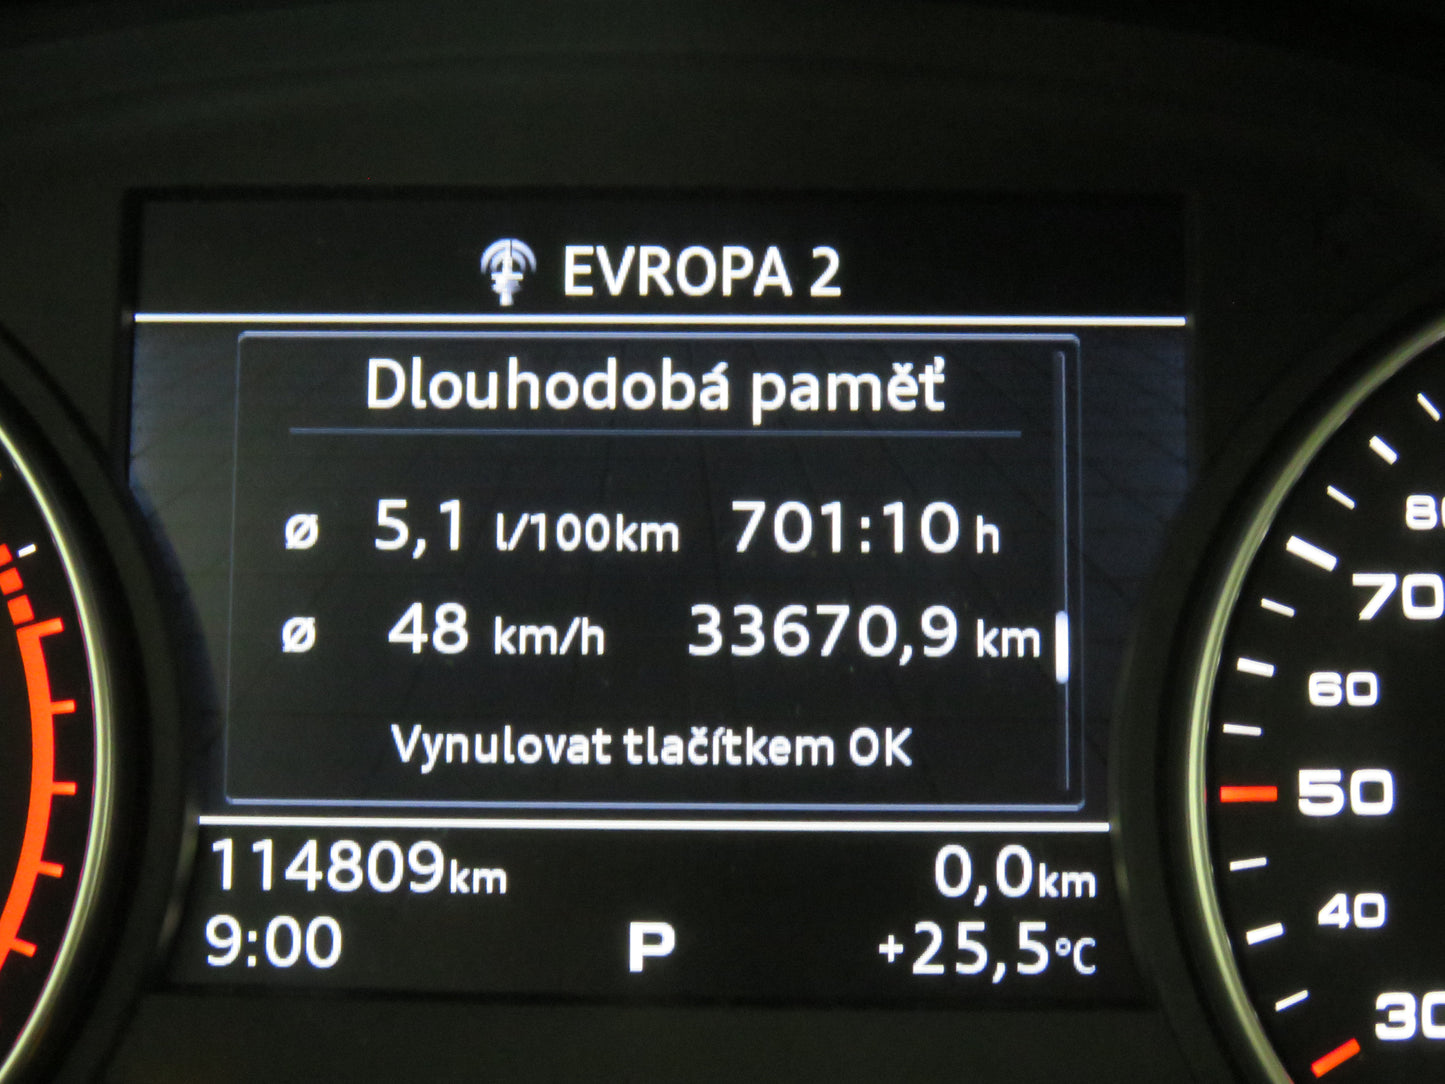 EVROPA 2
Dlouhodobá paměť
ø 5,1 l/100km 701:10 h
ø 48 km/h 33670,9 km
Vynulovat tlačítkem OK
114809km 0,0km
9:00 P +25,5°C
80
70
60
50
40
30